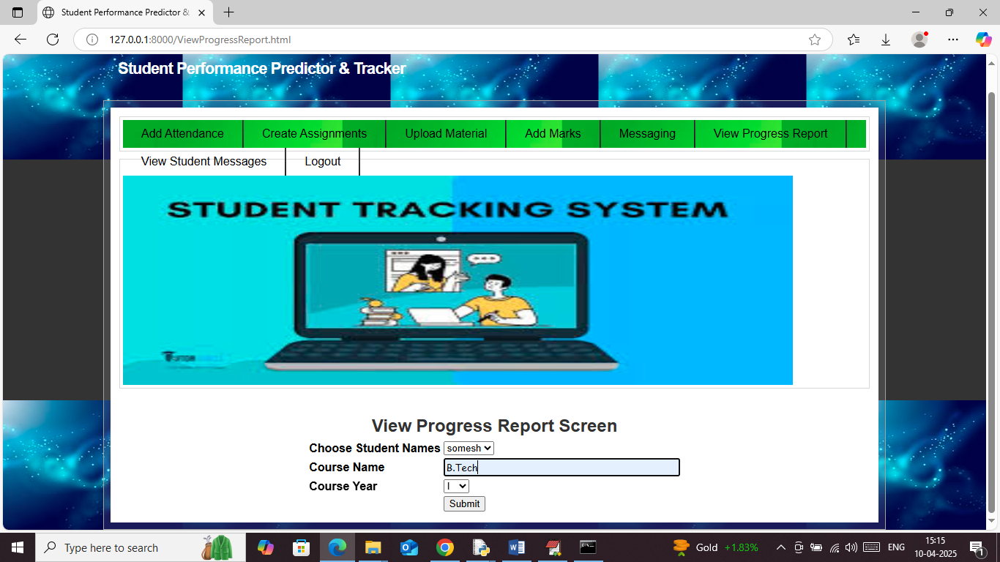 Student Performance Predictor &
127.0.0.1:8000/ViewProgressReport.html
Student Performance Predictor & Tracker
Add Attendance Create Assignments Upload Material Add Marks Messaging View Progress Report
View Student Messages Logout
STUDENT TRACKING SYSTEM
View Progress Report Screen
Choose Student Names somesh
Course Name B.Tech
Course Year I
Submit
Type here to search
Gold +1.83%
ENG
15:15
10-04-2025
1